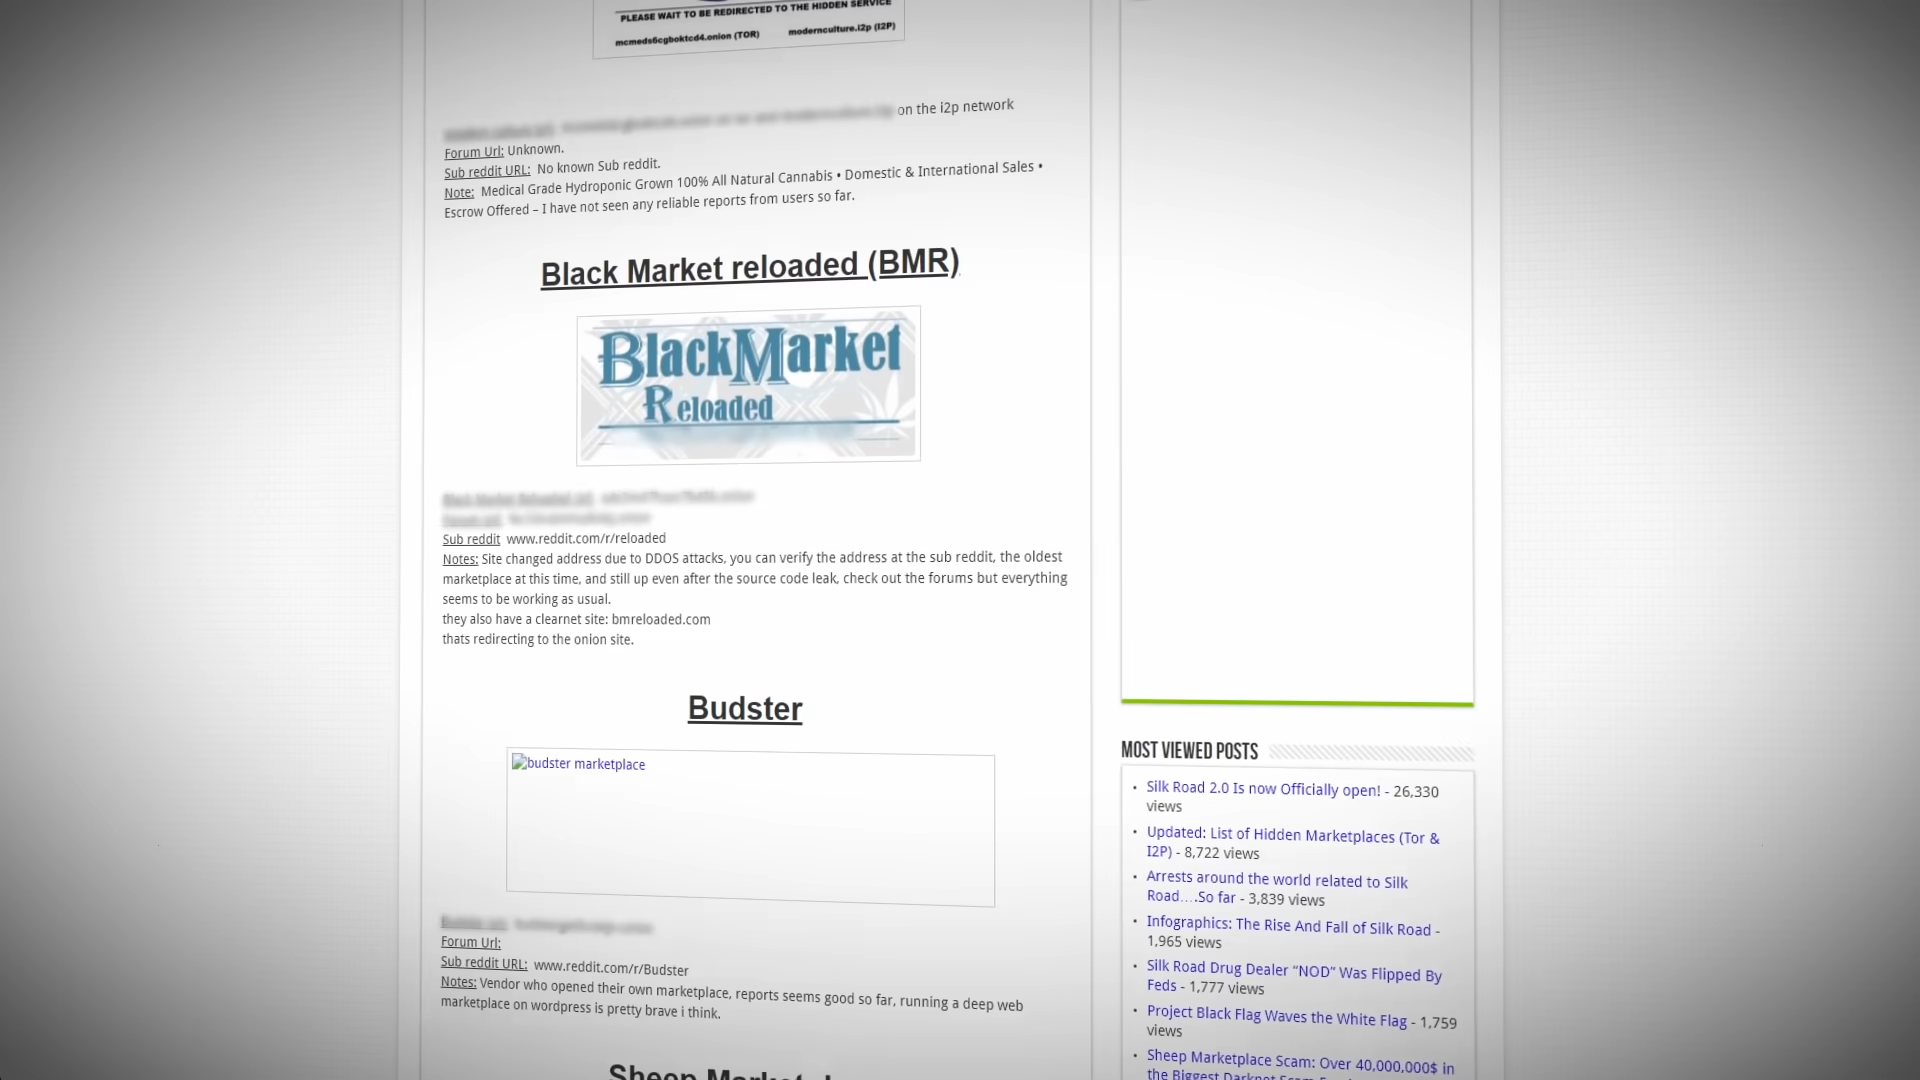 PLEASE WAIT TO BE REDIRECTED TO THE HIDDEN SERVICE
mcmeds6cgboktcd4.onion (TOR) modernculture.i2p (I2P)
on the i2p network
Forum Url: Unknown.
Sub reddit URL: No known Sub reddit.
Note: Medical Grade Hydroponic Grown 100% All Natural Cannabis • Domestic & International Sales •
Escrow Offered – I have not seen any reliable reports from users so far.
Black Market reloaded (BMR)
BlackMarket
Reloaded
Sub reddit www.reddit.com/r/reloaded
Notes: Site changed address due to DDOS attacks, you can verify the address at the sub reddit, the oldest
marketplace at this time, and still up even after the source code leak, check out the forums but everything
seems to be working as usual.
they also have a clearnet site: bmreloaded.com
thats redirecting to the onion site.
Budster
budster marketplace
Forum Url:
Sub reddit URL: www.reddit.com/r/Budster
Notes: Vendor who opened their own marketplace, reports seems good so far, running a deep web
marketplace on wordpress is pretty brave i think.
Sheep
MOST VIEWED POSTS
• Silk Road 2.0 Is now Officially open! - 26,330
views
• Updated: List of Hidden Marketplaces (Tor &
I2P) - 8,722 views
• Arrests around the world related to Silk
Road….So far - 3,839 views
• Infographics: The Rise And Fall of Silk Road -
1,965 views
• Silk Road Drug Dealer “NOD” Was Flipped By
Feds - 1,777 views
• Project Black Flag Waves the White Flag - 1,759
views
• Sheep Marketplace Scam: Over 40,000,000$ in
the Biggest Darknet Scam